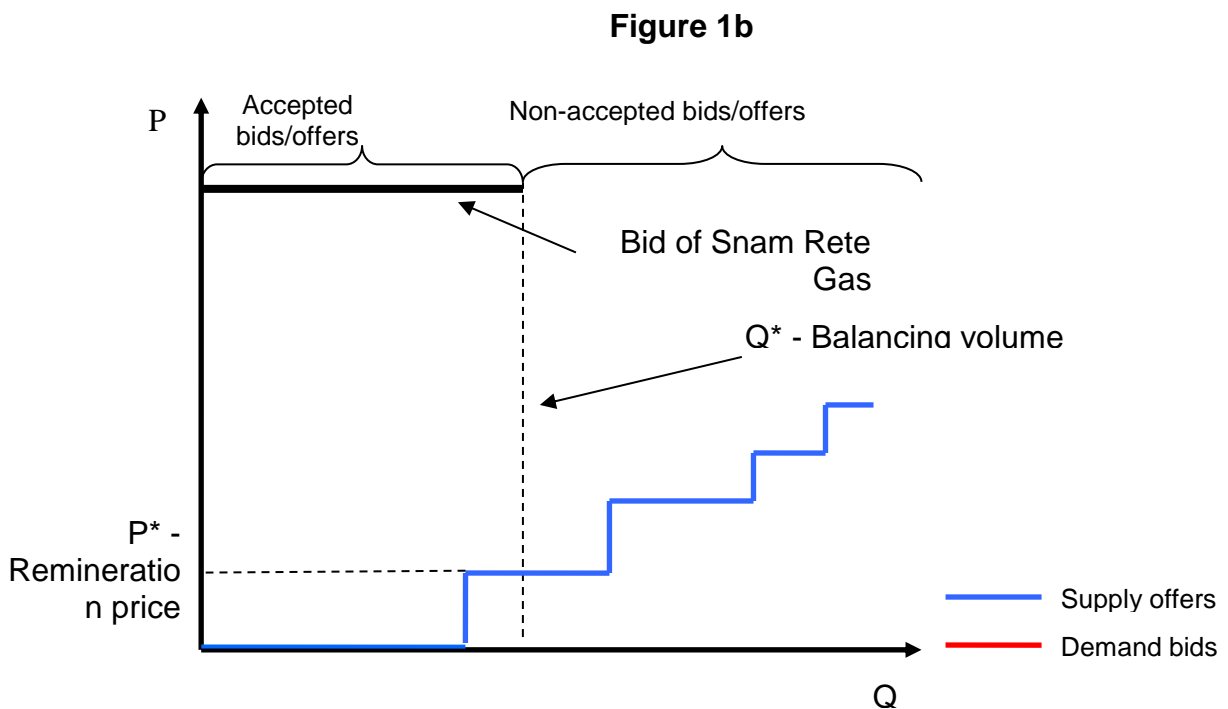 Figure 1b
P
Accepted
bids/offers
Non-accepted bids/offers
Bid of Snam Rete
Gas
Q* - Balancing volume
P* -
Remineratio
n price
Supply offers
Demand bids
Q